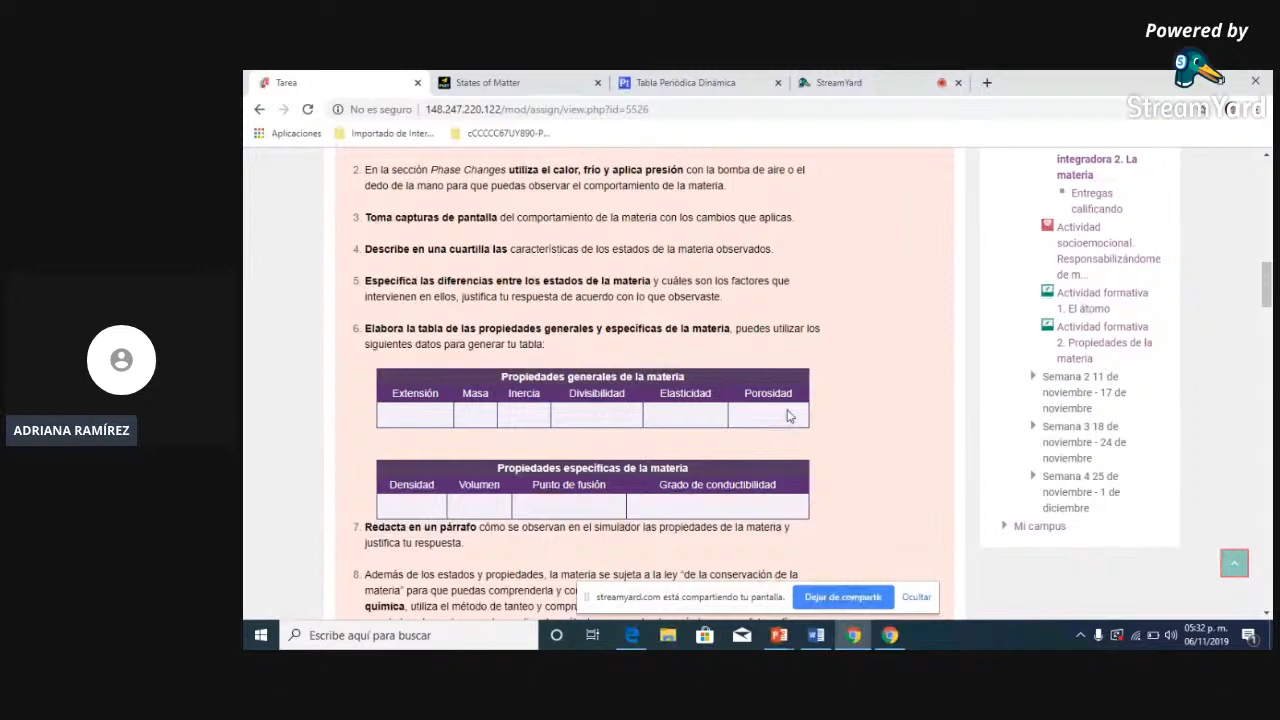 Powered by
StreamYard
Tarea
States of Matter
Tabla Periódica Dinámica
StreamYard
No es seguro | 148.247.220.122/mod/assign/view.php?id=5526
Aplicaciones
Importado de Inter...
cCCCCC67UY890-P...
2. En la sección Phase Changes utiliza el calor, frío y aplica presión con la bomba de aire o el
dedo de la mano para que puedas observar el comportamiento de la materia.
3. Toma capturas de pantalla del comportamiento de la materia con los cambios que aplicas.
4. Describe en una cuartilla las características de los estados de la materia observados.
5. Especifica las diferencias entre los estados de la materia y cuáles son los factores que
intervienen en ellos, justifica tu respuesta de acuerdo con lo que observaste.
6. Elabora la tabla de las propiedades generales y específicas de la materia, puedes utilizar los
siguientes datos para generar tu tabla:
Propiedades generales de la materia
Extensión Masa Inercia Divisibilidad Elasticidad Porosidad
Propiedades específicas de la materia
Densidad Volumen Punto de fusión Grado de conductibilidad
7. Redacta en un párrafo cómo se observan en el simulador las propiedades de la materia y
justifica tu respuesta.
8. Además de los estados y propiedades, la materia se sujeta a la ley "de la conservación de la
materia" para que puedas comprenderla y
química, utiliza el método de tanteo y
integradora 2. La
materia
Entregas
calificando
Actividad
socioemocional.
Responsabilizándome
de m...
Actividad formativa
1. El átomo
Actividad formativa
2. Propiedades de la
materia
Semana 2 11 de
noviembre - 17 de
noviembre
Semana 3 18 de
noviembre - 24 de
noviembre
Semana 4 25 de
noviembre - 1 de
diciembre
Mi campus
ADRIANA RAMÍREZ
streamyard.com está compartiendo tu pantalla.
Dejar de compartir
Ocultar
Escribe aquí para buscar
05:32 p. m.
06/11/2019